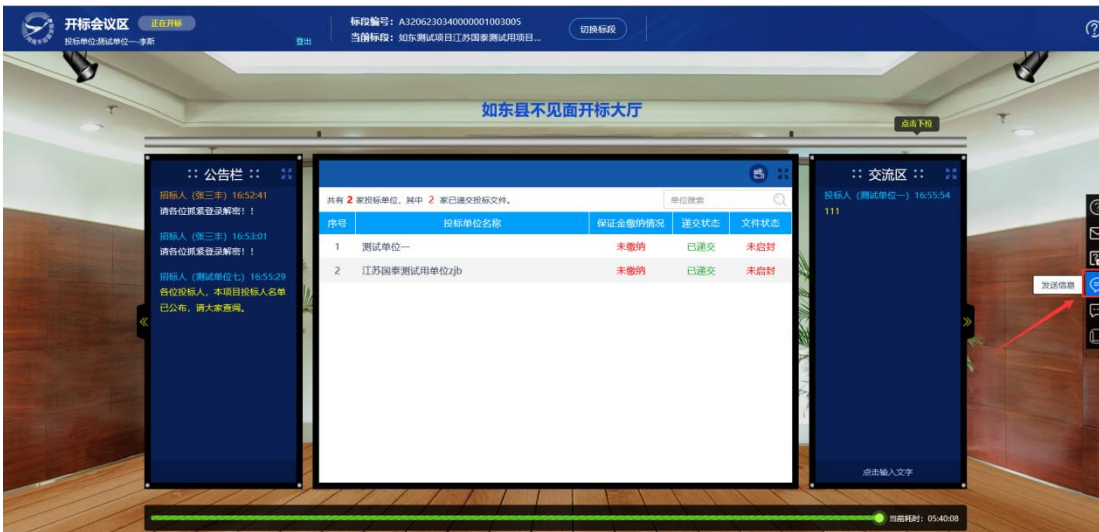 开标会议区 正在开标
投标单位:测试单位一-李斯
登出
标段编号：A3206230340000001003005
当前标段：如东测试项目江苏国泰测试用项目...
切换标段
如东县不见面开标大厅
点击下拉
:: 公告栏 ::
招标人（张三丰）16:52:41
请各位抓紧登录解密！！
招标人（张三丰）16:53:01
请各位抓紧登录解密！！
招标人（测试单位七）16:55:29
各位投标人，本项目投标人名单
已公布，请大家查阅。
共有 2 家投标单位，其中 2 家已递交投标文件。
单位搜索
序号 投标单位名称 保证金缴纳情况 递交状态 文件状态
1 测试单位一 未缴纳 已递交 未启封
2 江苏国泰测试用单位zjb 未缴纳 已递交 未启封
:: 交流区 ::
投标人（测试单位一）16:55:54
111
点击输入文字
发送信息
当前耗时：05:40:08